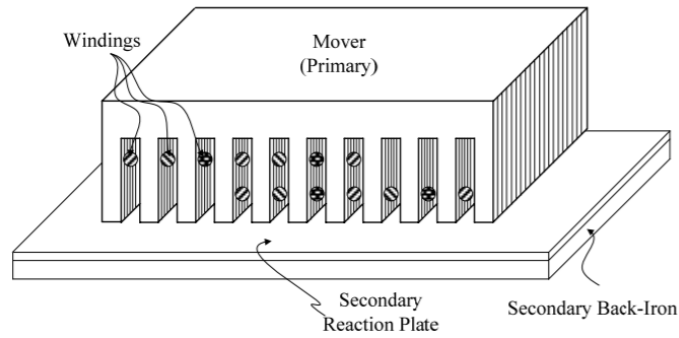 Windings
Mover
(Primary)
Secondary
Reaction Plate
Secondary Back-Iron